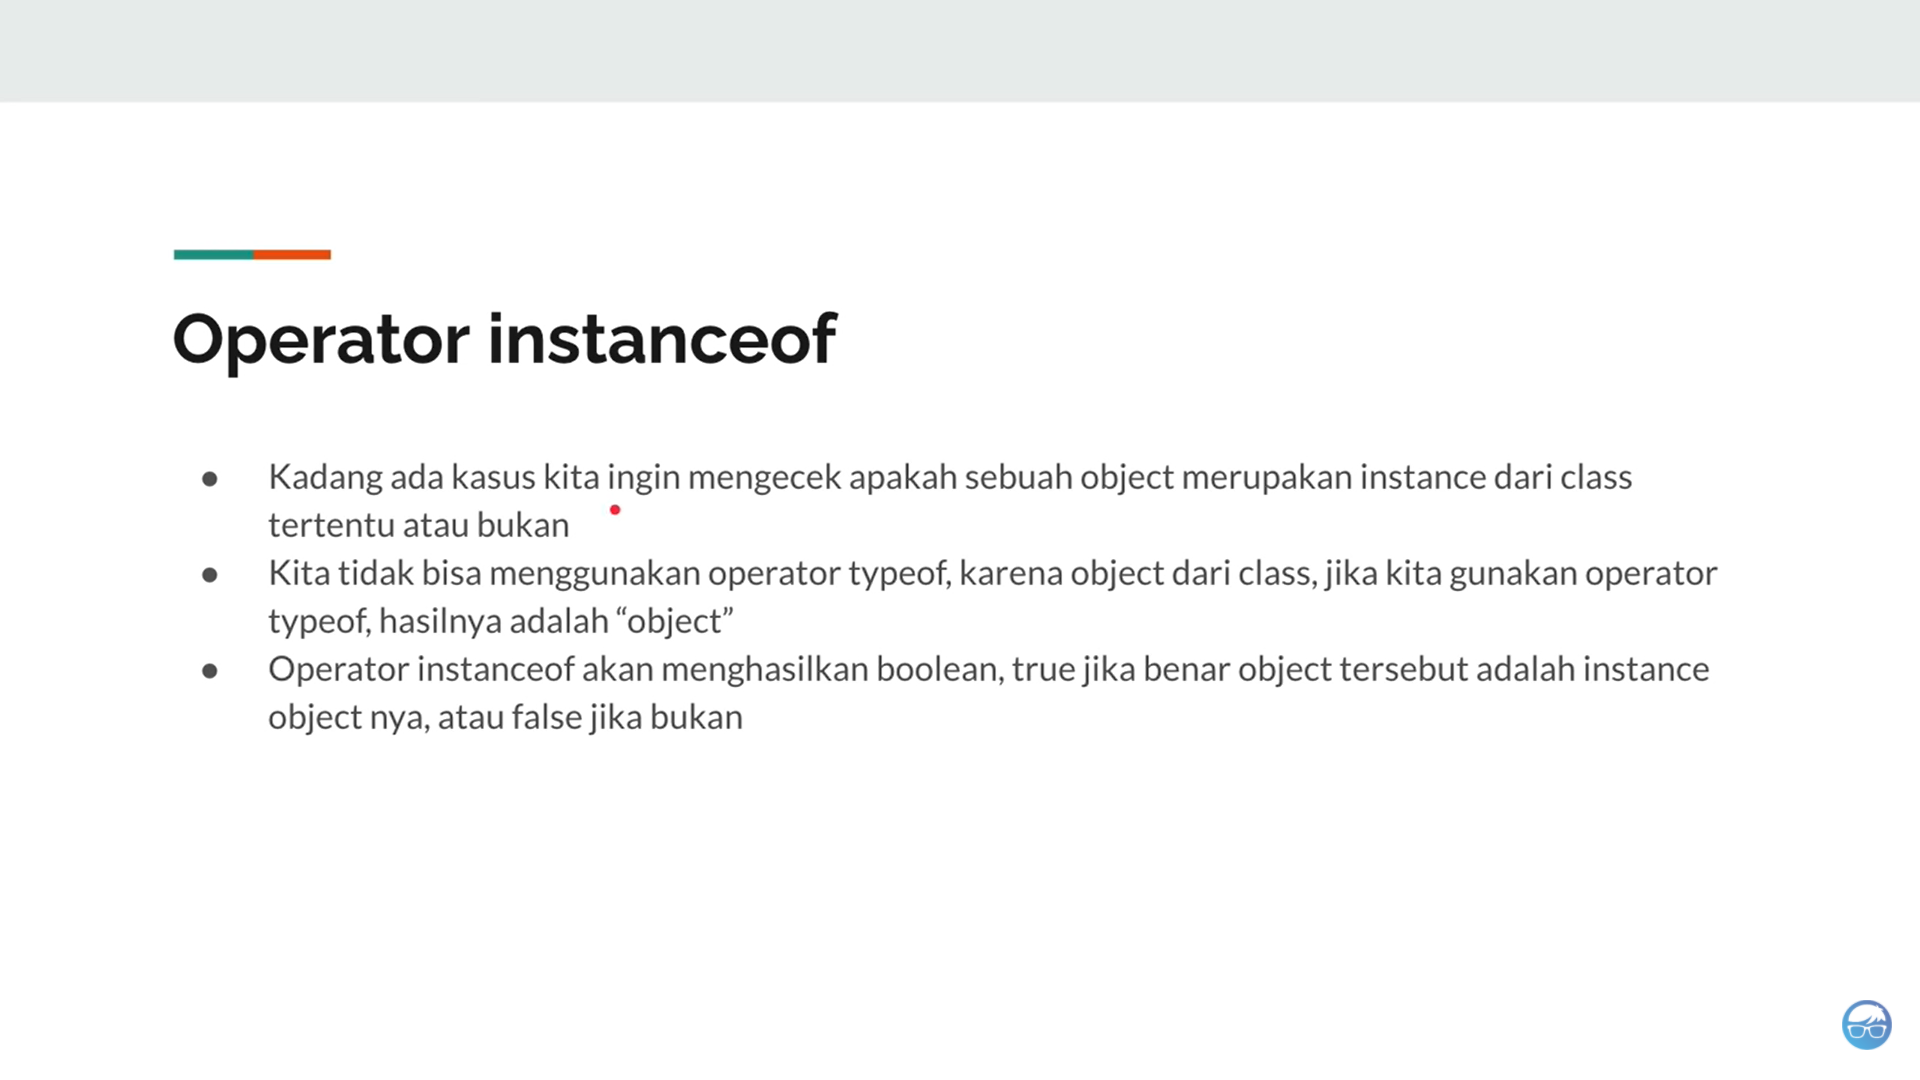 Operator instanceof
● Kadang ada kasus kita ingin mengecek apakah sebuah object merupakan instance dari class
tertentu atau bukan
● Kita tidak bisa menggunakan operator typeof, karena object dari class, jika kita gunakan operator
typeof, hasilnya adalah “object”
● Operator instanceof akan menghasilkan boolean, true jika benar object tersebut adalah instance
object nya, atau false jika bukan